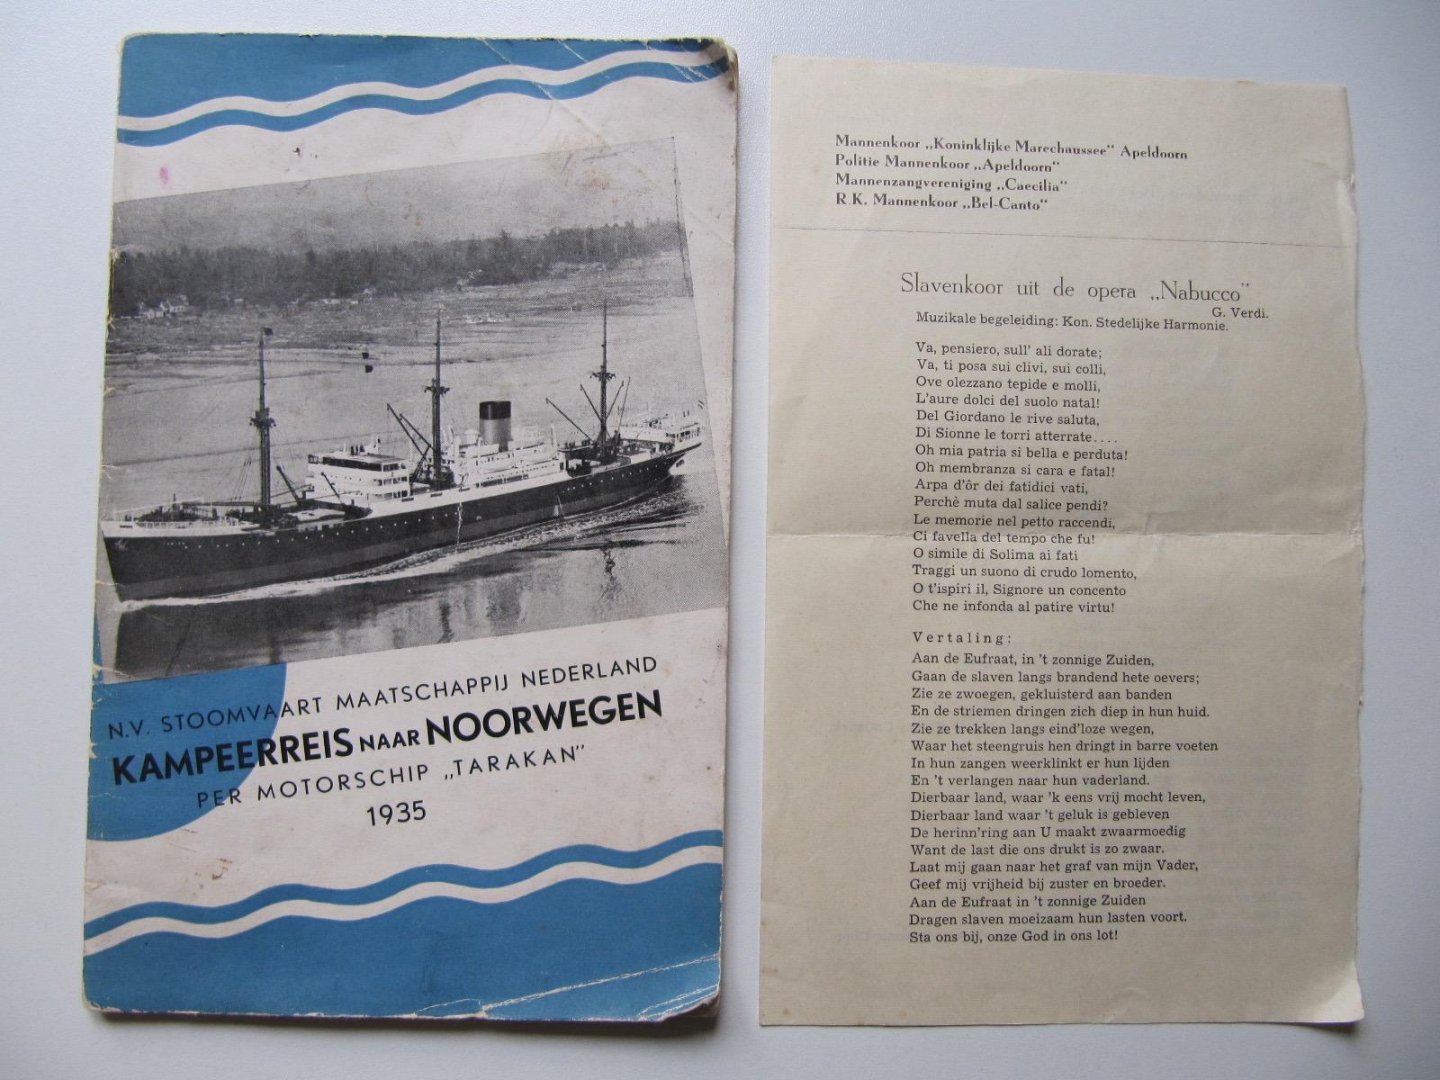 N.V. STOOMVAART MAATSCHAPPIJ NEDERLAND
KAMPEERREIS NAAR NOORWEGEN
PER MOTORSCHIP „TARAKAN"
1935
Mannenkoor „Koninklijke Marechaussee" Apeldoorn
Politie Mannenkoor „Apeldoorn"
Mannenzangvereniging „Caecilia"
R.K. Mannenkoor „Bel-Canto"
Slavenkoor uit de opera „Nabucco"
G. Verdi.
Muzikale begeleiding: Kon. Stedelijke Harmonie.
Va, pensiero, sull' ali dorate;
Va, ti posa sui clivi, sui colli,
Ove olezzano tepide e molli,
L'aure dolci del suolo natal!
Del Giordano le rive saluta,
Di Sionne le torri atterrate....
Oh mia patria si bella e perduta!
Oh membranza si cara e fatal!
Arpa d'ôr dei fatidici vati,
Perchè muta dal salice pendi?
Le memorie nel petto raccendi,
Ci favella del tempo che fu!
O simile di Solima ai fati
Traggi un suono di crudo lomento,
O t'ispiri il, Signore un concento
Che ne infonda al patire virtu!
Vertaling:
Aan de Eufraat, in 't zonnige Zuiden,
Gaan de slaven langs brandend hete oevers;
Zie ze zwoegen, gekluisterd aan banden
En de striemen dringen zich diep in hun huid.
Zie ze trekken langs eind'loze wegen,
Waar het steengruis hen dringt in barre voeten
In hun zangen weerklinkt er hun lijden
En 't verlangen naar hun vaderland.
Dierbaar land, waar 'k eens vrij mocht leven,
Dierbaar land waar 't geluk is gebleven
De herinn'ring aan U maakt zwaarmoedig
Want de last die ons drukt is zo zwaar.
Laat mij gaan naar het graf van mijn Vader,
Geef mij vrijheid bij zuster en broeder.
Aan de Eufraat in 't zonnige Zuiden
Dragen slaven moeizaam hun lasten voort.
Sta ons bij, onze God in ons lot!